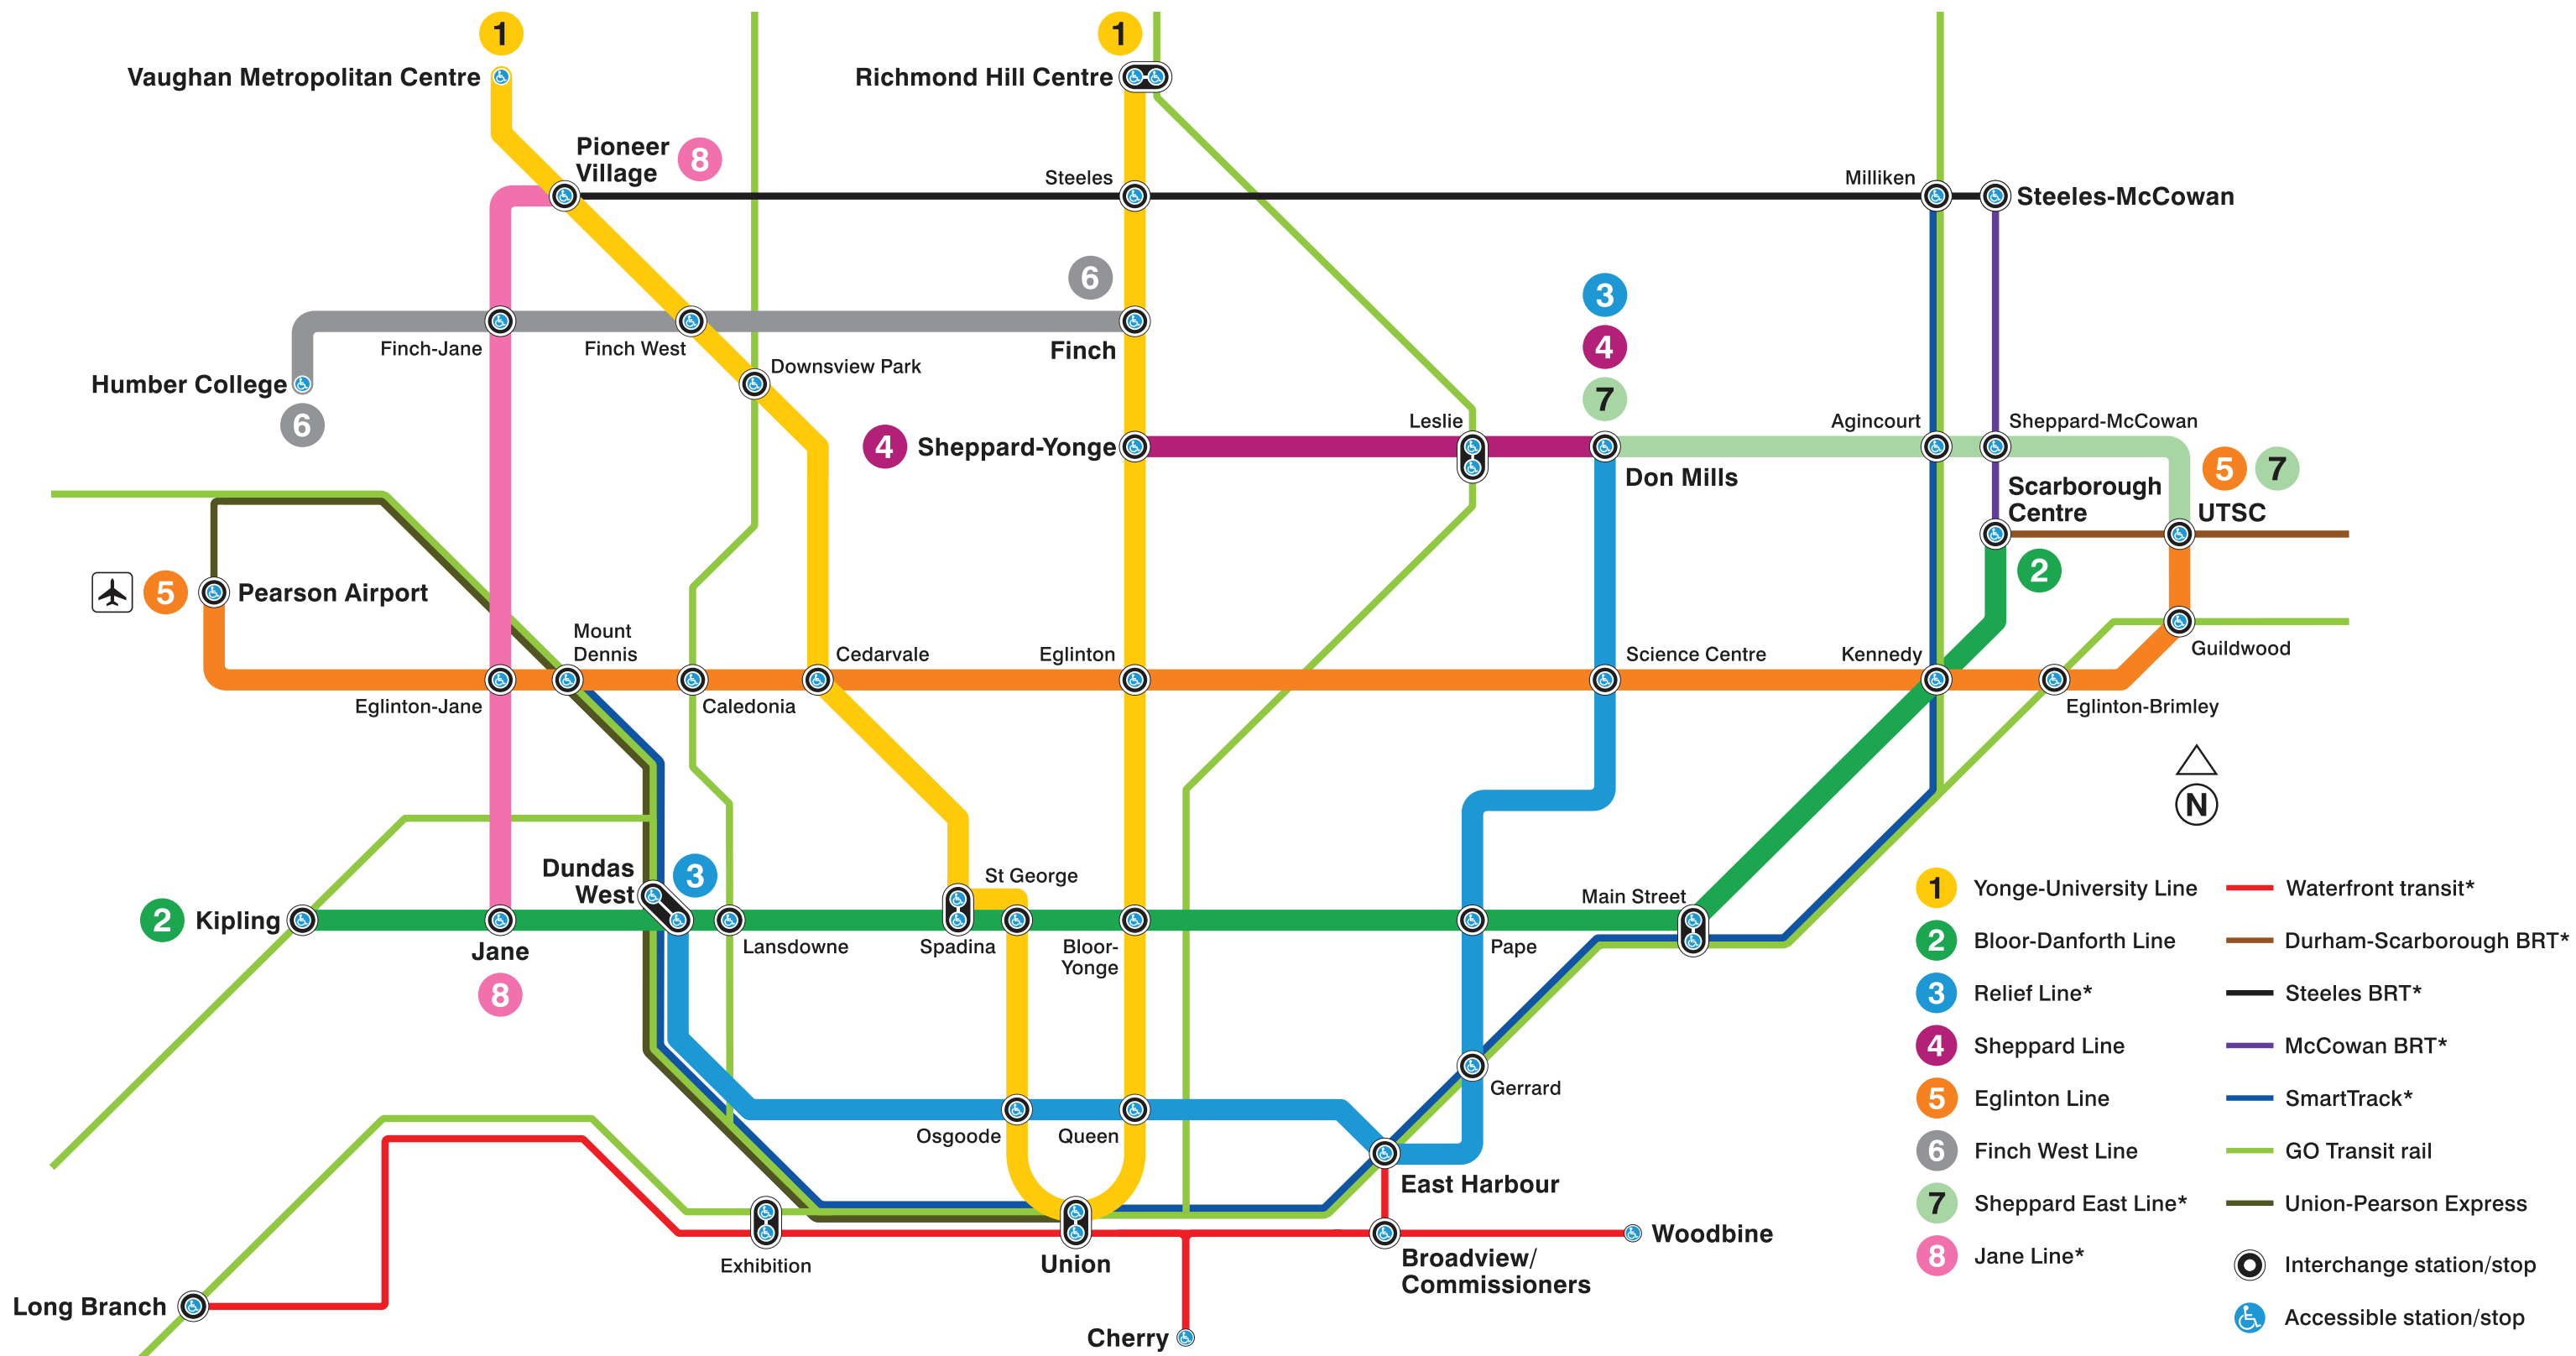 1
1
Vaughan Metropolitan Centre
Richmond Hill Centre
Pioneer
Village
8
Steeles
Milliken
Steeles-McCowan
6
3
4
7
Finch-Jane
Finch West
Finch
Downsview Park
Humber College
6
4
Sheppard-Yonge
Leslie
Don Mills
Agincourt
Sheppard-McCowan
5
7
Scarborough
Centre
UTSC
2
5
Pearson Airport
Mount
Dennis
Cedarvale
Eglinton
Science Centre
Kennedy
Guildwood
Eglinton-Jane
Caledonia
Eglinton-Brimley
N
Dundas
West
3
St George
Main Street
2
Kipling
Jane
8
Lansdowne
Spadina
Bloor-
Yonge
Pape
Gerrard
Osgoode
Queen
East Harbour
Exhibition
Union
Broadview/
Commissioners
Woodbine
Long Branch
Cherry
1 Yonge-University Line
2 Bloor-Danforth Line
3 Relief Line*
4 Sheppard Line
5 Eglinton Line
6 Finch West Line
7 Sheppard East Line*
8 Jane Line*
Waterfront transit*
Durham-Scarborough BRT*
Steeles BRT*
McCowan BRT*
SmartTrack*
GO Transit rail
Union-Pearson Express
Interchange station/stop
Accessible station/stop